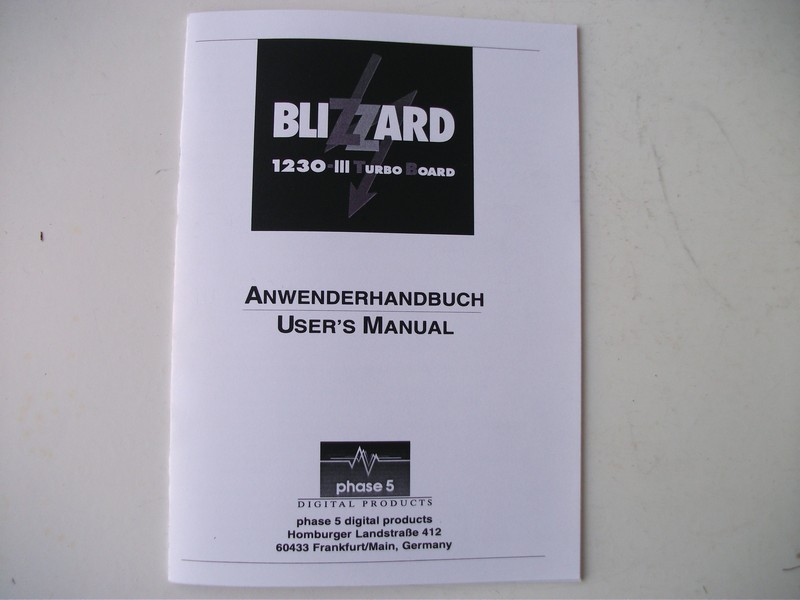 BLIZZARD
1230-III TURBO BOARD
ANWENDERHANDBUCH
USER'S MANUAL
phase 5
DIGITAL PRODUCTS
phase 5 digital products
Homburger Landstraße 412
60433 Frankfurt/Main, Germany